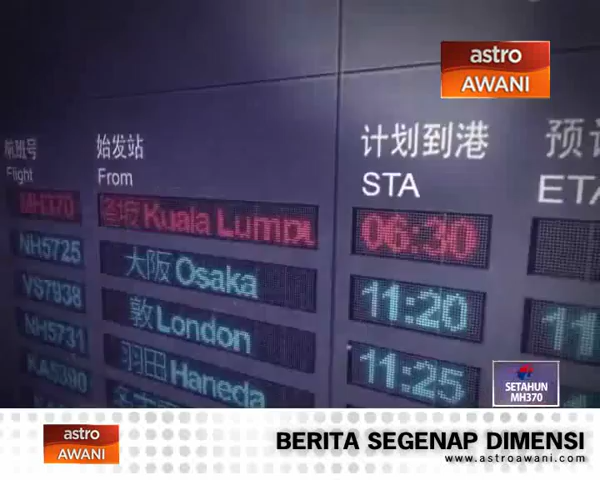 astro
AWANI
航班号 始发站 计划到港
Flight From STA ETA
MH370 Kuala Lumpu 06:30
NH5725 大阪 Osaka 11:20
VS7938 London
NH5731 羽田 Haneda 11:25
SETAHUN
MH370
astro
AWANI
BERITA SEGENAP DIMENSI
www.astroawani.com